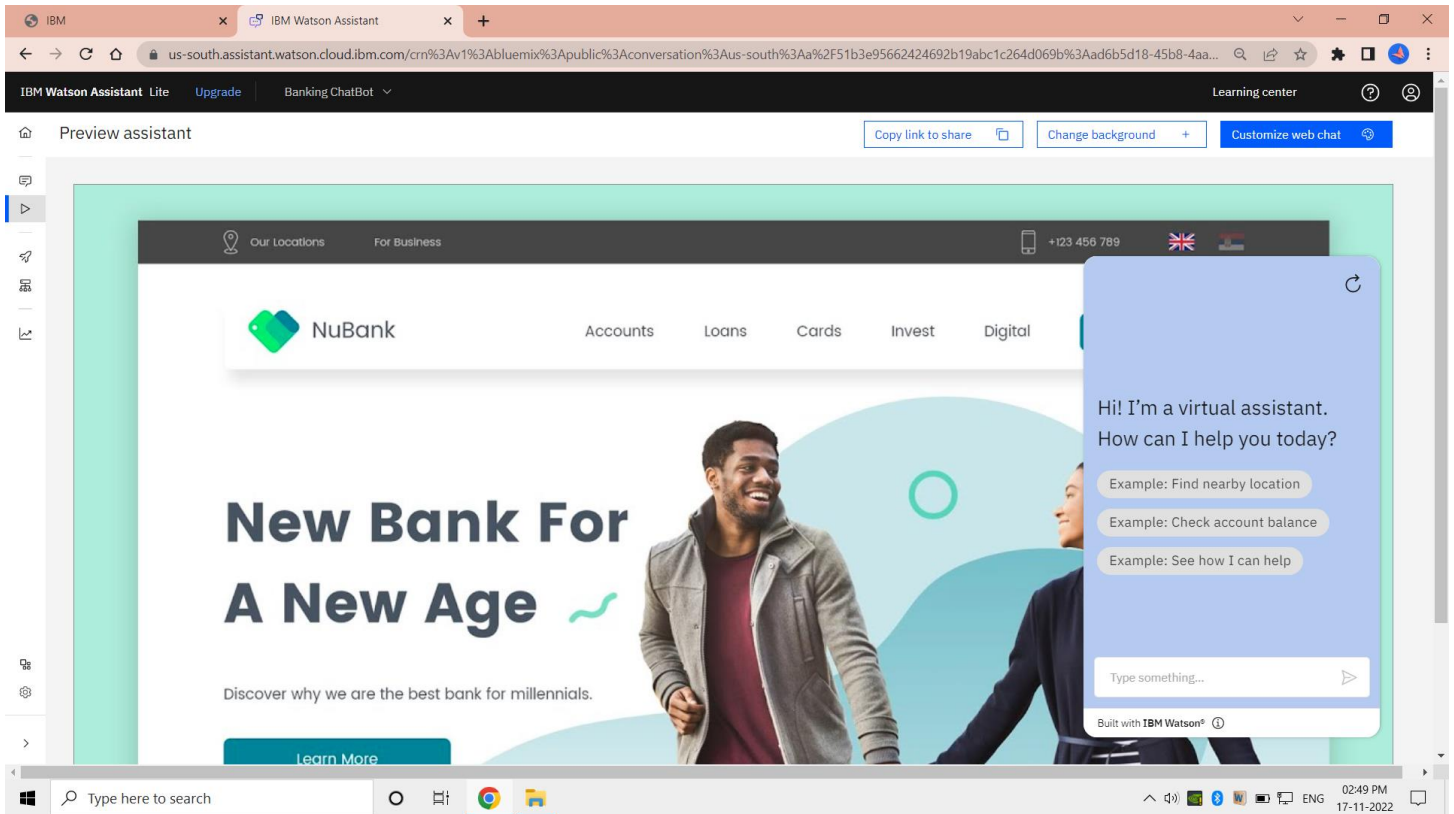 IBM
IBM Watson Assistant
us-south.assistant.watson.cloud.ibm.com/crn%3Av1%3Abluemix%3Apublic%3Aconversation%3Aus-south%3Aa%2F51b3e95662424692b19abc1c264d069b%3Aad6b5d18-45b8-4aa...
IBM Watson Assistant Lite Upgrade Banking ChatBot Learning center
Preview assistant Copy link to share Change background + Customize web chat
Our Locations For Business +123 456 789
NuBank Accounts Loans Cards Invest Digital
Hi! I'm a virtual assistant.
How can I help you today?
Example: Find nearby location
Example: Check account balance
Example: See how I can help
New Bank For
A New Age
Discover why we are the best bank for millennials.
Learn More
Type something...
Built with IBM Watson®
Type here to search
ENG
02:49 PM
17-11-2022